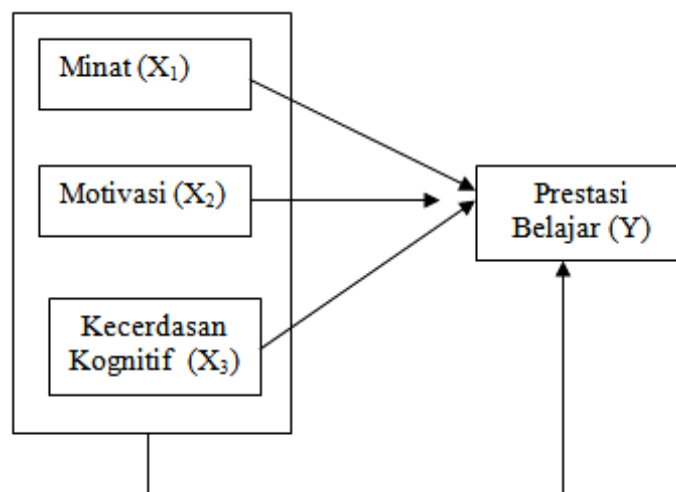 Minat (X₁)
Motivasi (X₂)
Kecerdasan
Kognitif (X₃)
Prestasi
Belajar (Y)